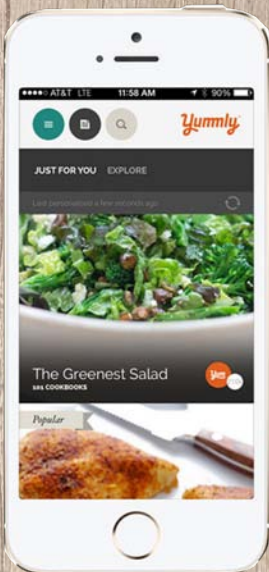 AT&T LTE 11:58 AM 90%
Yummly
JUST FOR YOU EXPLORE
Last personalized a few seconds ago
The Greenest Salad
101 COOKBOOKS
Yum
Popular